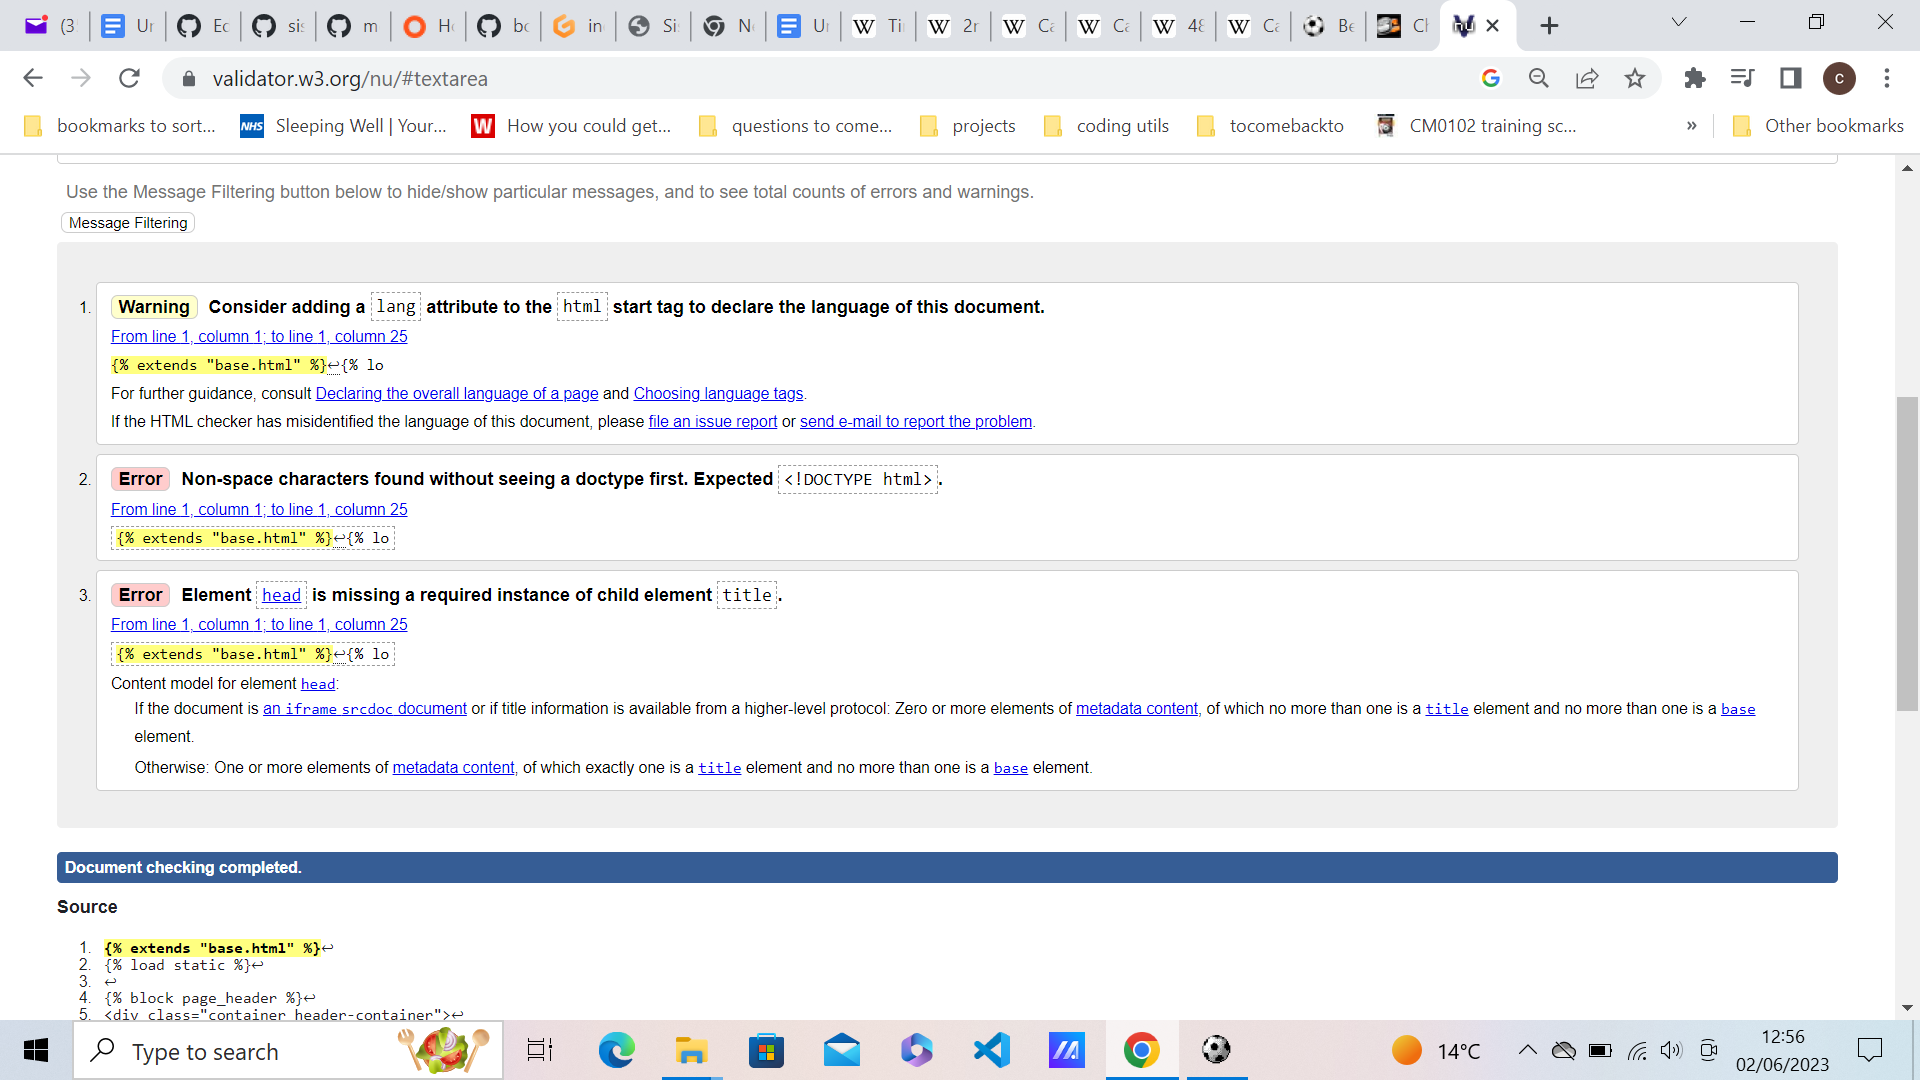 (3 Ur Ec sis m Ho bo in Si: Ne Ur Ti 2r Ca Ca 48 Ca Be Ch
validator.w3.org/nu/#textarea
c
bookmarks to sort... NHS Sleeping Well | Your... W How you could get... questions to come... projects coding utils tocomebackto CM0102 training sc... » Other bookmarks
Use the Message Filtering button below to hide/show particular messages, and to see total counts of errors and warnings.
Message Filtering
1. Warning Consider adding a lang attribute to the html start tag to declare the language of this document.
From line 1, column 1; to line 1, column 25
{% extends "base.html" %}↩{% lo
For further guidance, consult Declaring the overall language of a page and Choosing language tags.
If the HTML checker has misidentified the language of this document, please file an issue report or send e-mail to report the problem.
2. Error Non-space characters found without seeing a doctype first. Expected <!DOCTYPE html>.
From line 1, column 1; to line 1, column 25
{% extends "base.html" %}↩{% lo
3. Error Element head is missing a required instance of child element title.
From line 1, column 1; to line 1, column 25
{% extends "base.html" %}↩{% lo
Content model for element head:
If the document is an iframe srcdoc document or if title information is available from a higher-level protocol: Zero or more elements of metadata content, of which no more than one is a title element and no more than one is a base
element.
Otherwise: One or more elements of metadata content, of which exactly one is a title element and no more than one is a base element.
Document checking completed.
Source
1. {% extends "base.html" %}↩
2. {% load static %}↩
3. ↩
4. {% block page_header %}↩
5. <div class="container header-container">↩
Type to search
14°C
12:56
02/06/2023